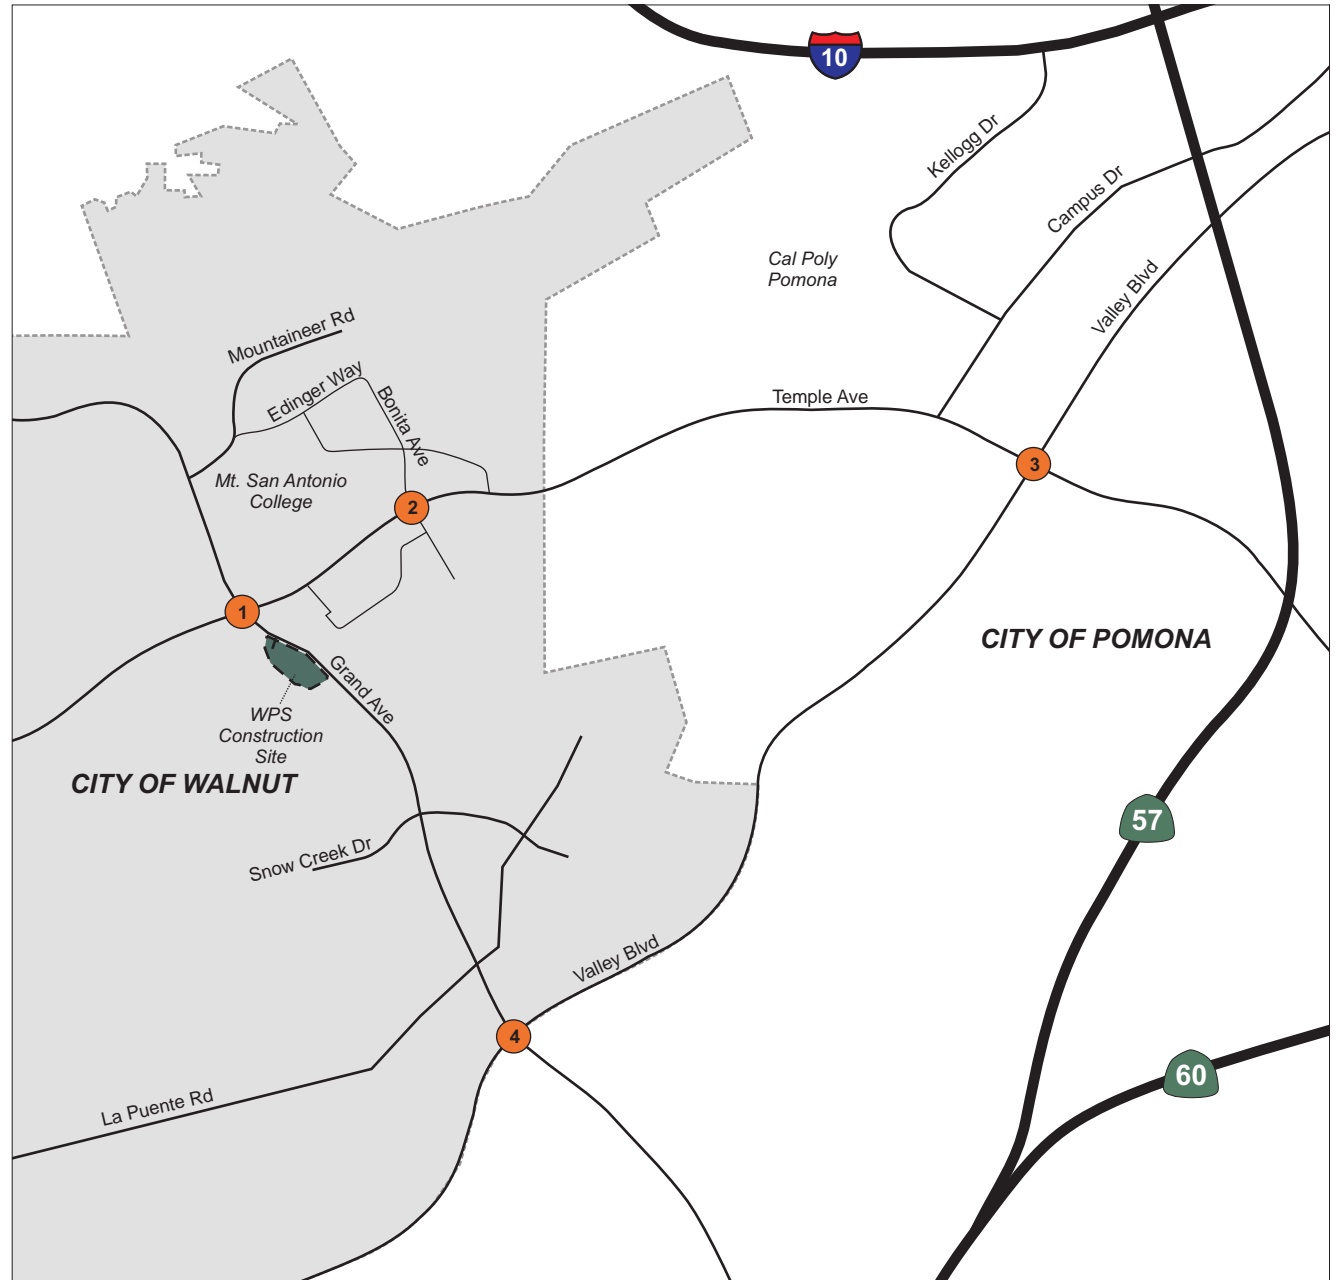 10
Kellogg Dr
Campus Dr
Cal Poly
Pomona
Valley Blvd
Mountaineer Rd
Edinger Way
Bonita Ave
Temple Ave
Mt. San Antonio
College
2
3
1
CITY OF POMONA
Grand Ave
WPS
Construction
Site
CITY OF WALNUT
57
Snow Creek Dr
Valley Blvd
4
60
La Puente Rd